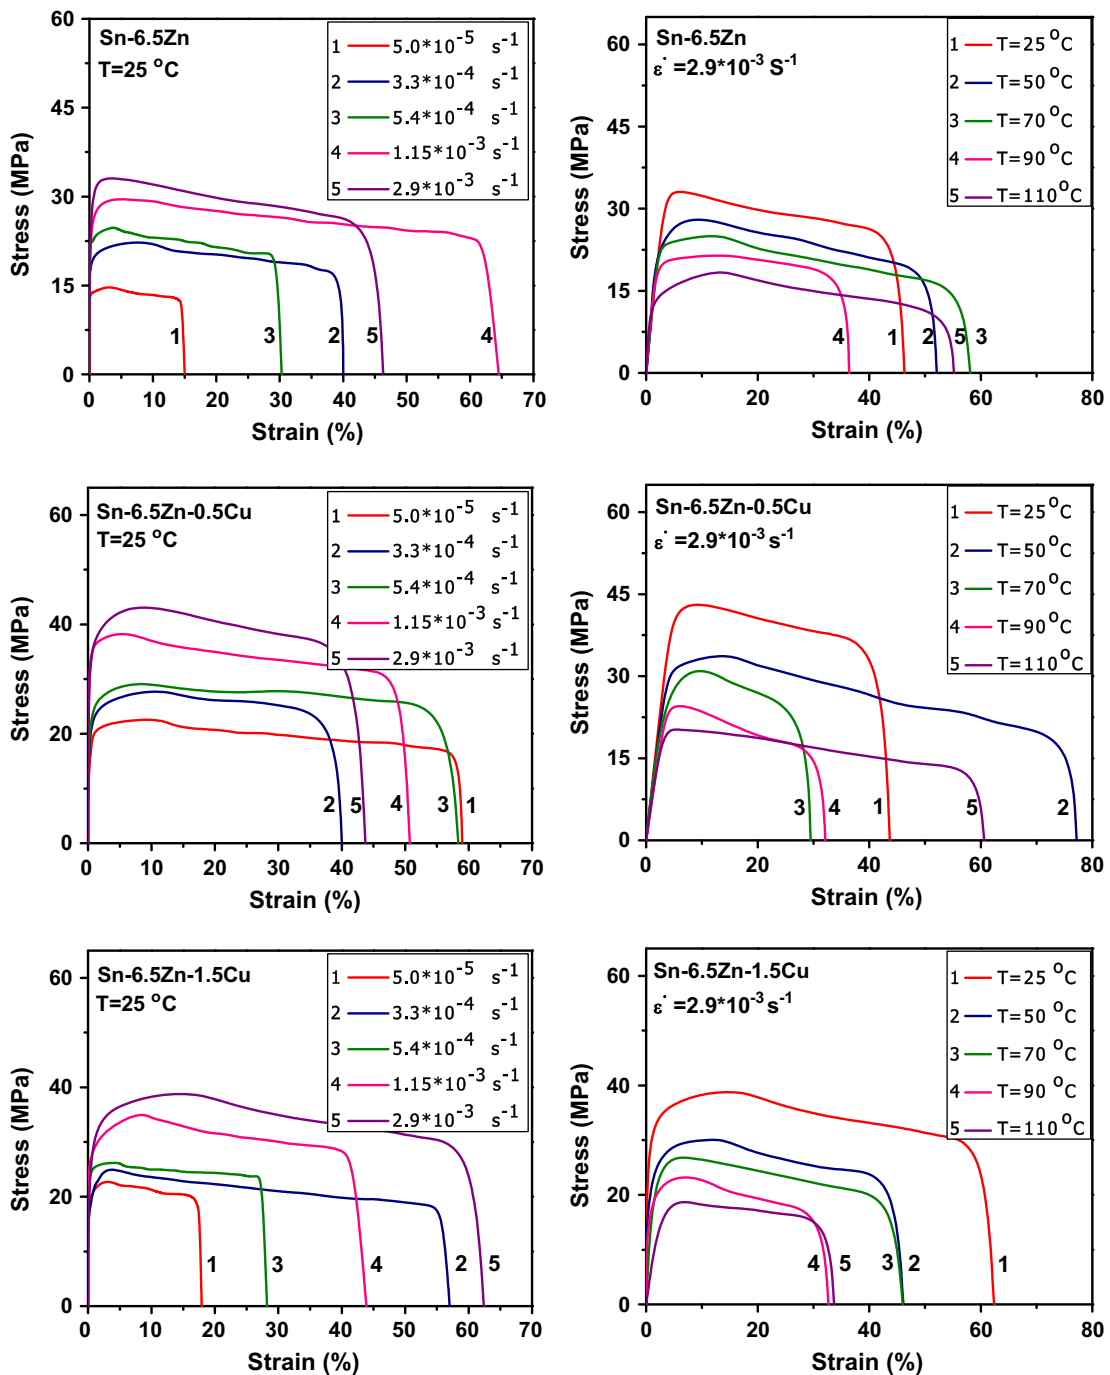 Sn-6.5Zn
T=25 °C
1 5.0*10-5 s-1
2 3.3*10-4 s-1
3 5.4*10-4 s-1
4 1.15*10-3 s-1
5 2.9*10-3 s-1
60
45
30
15
0
Stress (MPa)
1 3 2 5 4
0 10 20 30 40 50 60 70
Strain (%)
Sn-6.5Zn
ε˙ =2.9*10-3 S-1
1 T=25 °C
2 T=50 °C
3 T=70 °C
4 T=90 °C
5 T=110°C
60
45
30
15
0
Stress (MPa)
4 1 2 5 3
0 20 40 60 80
Strain (%)
Sn-6.5Zn-0.5Cu
T=25 °C
1 5.0*10-5 s-1
2 3.3*10-4 s-1
3 5.4*10-4 s-1
4 1.15*10-3 s-1
5 2.9*10-3 s-1
60
40
20
0
Stress (MPa)
2 5 4 3 1
0 10 20 30 40 50 60 70
Strain (%)
Sn-6.5Zn-0.5Cu
ε˙ =2.9*10-3 s-1
1 T=25 °C
2 T=50 °C
3 T=70 °C
4 T=90 °C
5 T=110°C
60
45
30
15
0
Stress (MPa)
3 4 1 5 2
0 20 40 60 80
Strain (%)
Sn-6.5Zn-1.5Cu
T=25 °C
1 5.0*10-5 s-1
2 3.3*10-4 s-1
3 5.4*10-4 s-1
4 1.15*10-3 s-1
5 2.9*10-3 s-1
60
40
20
0
Stress (MPa)
1 3 4 2 5
0 10 20 30 40 50 60 70
Strain (%)
Sn-6.5Zn-1.5Cu
ε˙ =2.9*10-3 s-1
1 T=25 °C
2 T=50 °C
3 T=70 °C
4 T=90 °C
5 T=110°C
60
40
20
0
Stress (MPa)
4 5 3 2 1
0 20 40 60 80
Strain (%)